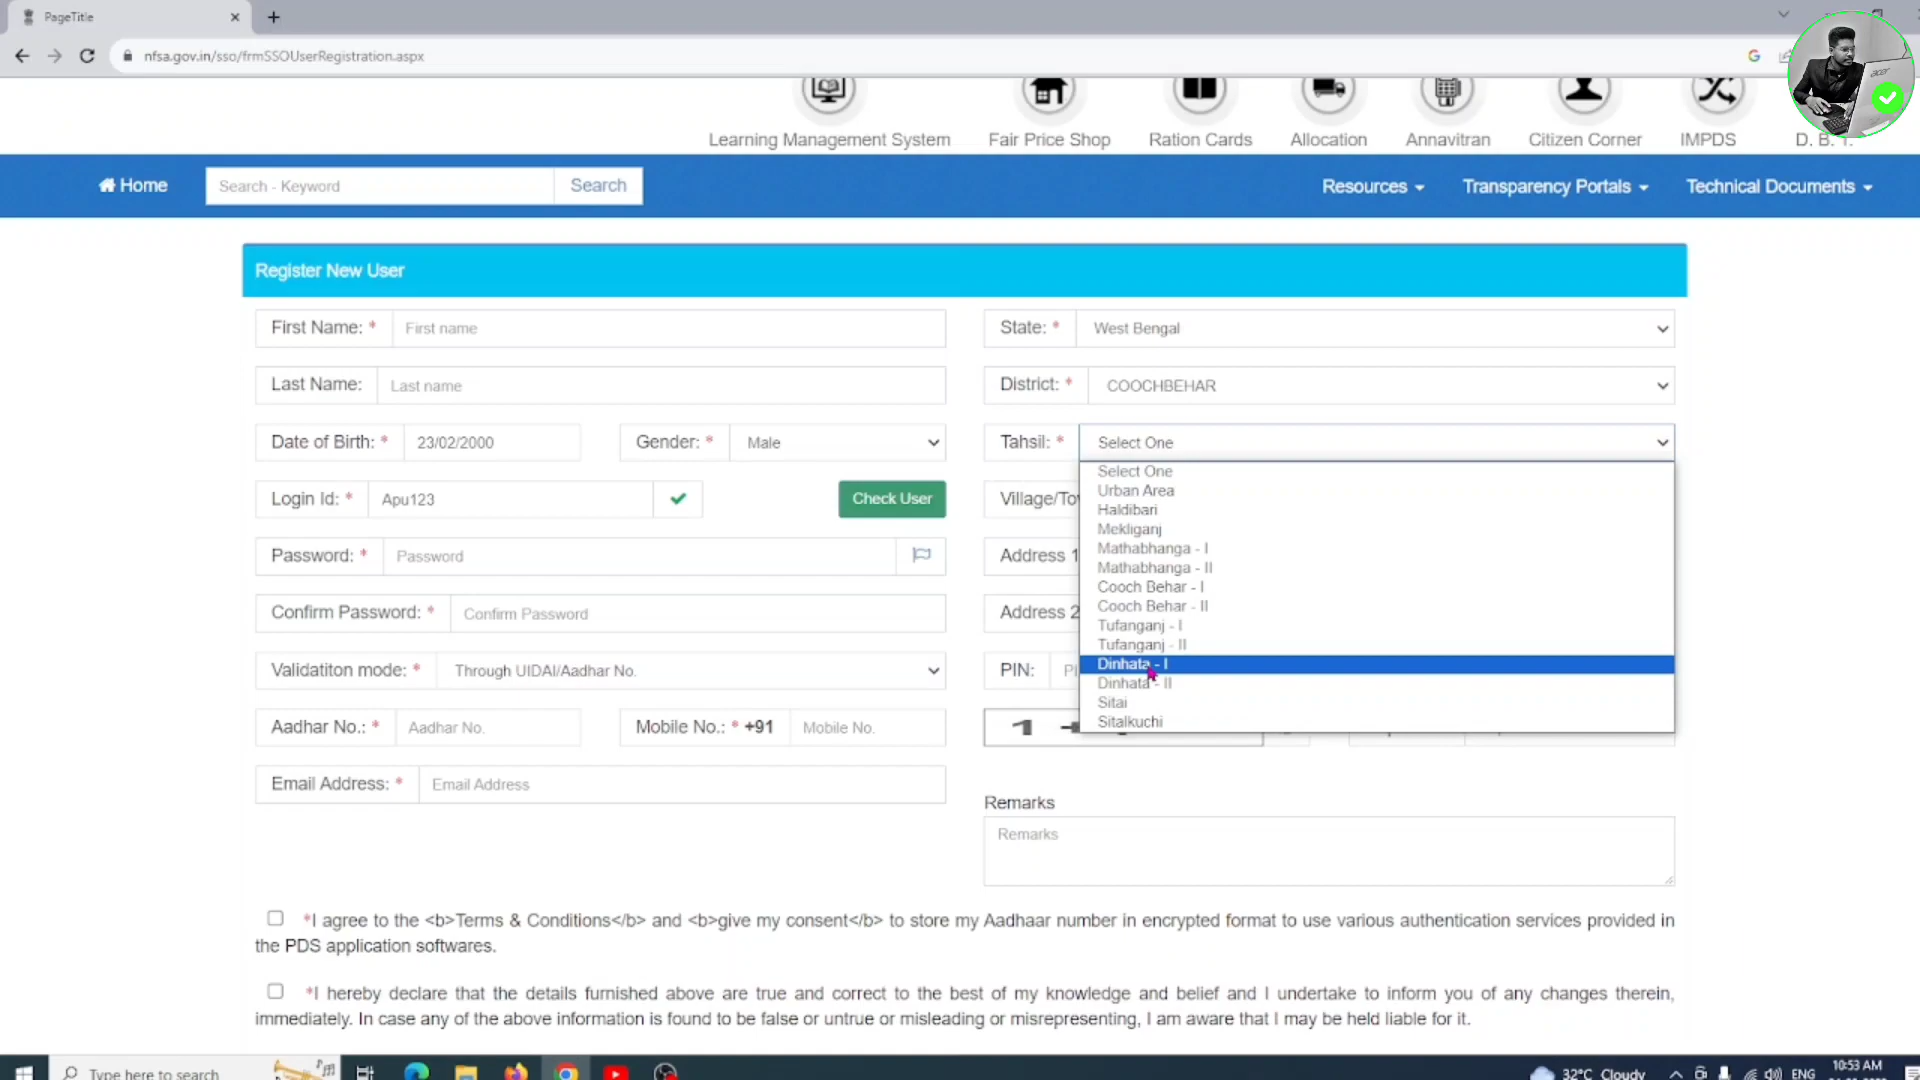 PageTitle
nfsa.gov.in/sso/frmSSOUserRegistration.aspx
Learning Management System
Fair Price Shop
Ration Cards
Allocation
Annavitran
Citizen Corner
IMPDS
D. B. T.
Home
Search - Keyword
Search
Resources
Transparency Portals
Technical Documents
Register New User
First Name: *
First name
State: *
West Bengal
Last Name:
Last name
District: *
COOCHBEHAR
Date of Birth: *
23/02/2000
Gender: *
Male
Tahsil: *
Select One
Select One
Urban Area
Haldibari
Mekliganj
Mathabhanga - I
Mathabhanga - II
Cooch Behar - I
Cooch Behar - II
Tufanganj - I
Tufanganj - II
Dinhata - I
Dinhata - II
Sitai
Sitalkuchi
Login Id: *
Apu123
Check User
Password: *
Password
Address 1
Confirm Password: *
Confirm Password
Address 2
Validatiton mode: *
Through UIDAI/Aadhar No.
PIN:
Aadhar No.: *
Aadhar No.
Mobile No.: * +91
Mobile No.
Email Address: *
Email Address
Remarks
Remarks
*I agree to the <b>Terms & Conditions</b> and <b>give my consent</b> to store my Aadhaar number in encrypted format to use various authentication services provided in
the PDS application softwares.
*I hereby declare that the details furnished above are true and correct to the best of my knowledge and belief and I undertake to inform you of any changes therein,
immediately. In case any of the above information is found to be false or untrue or misleading or misrepresenting, I am aware that I may be held liable for it.
Type here to search
32°C Cloudy
ENG
10:53 AM
acer